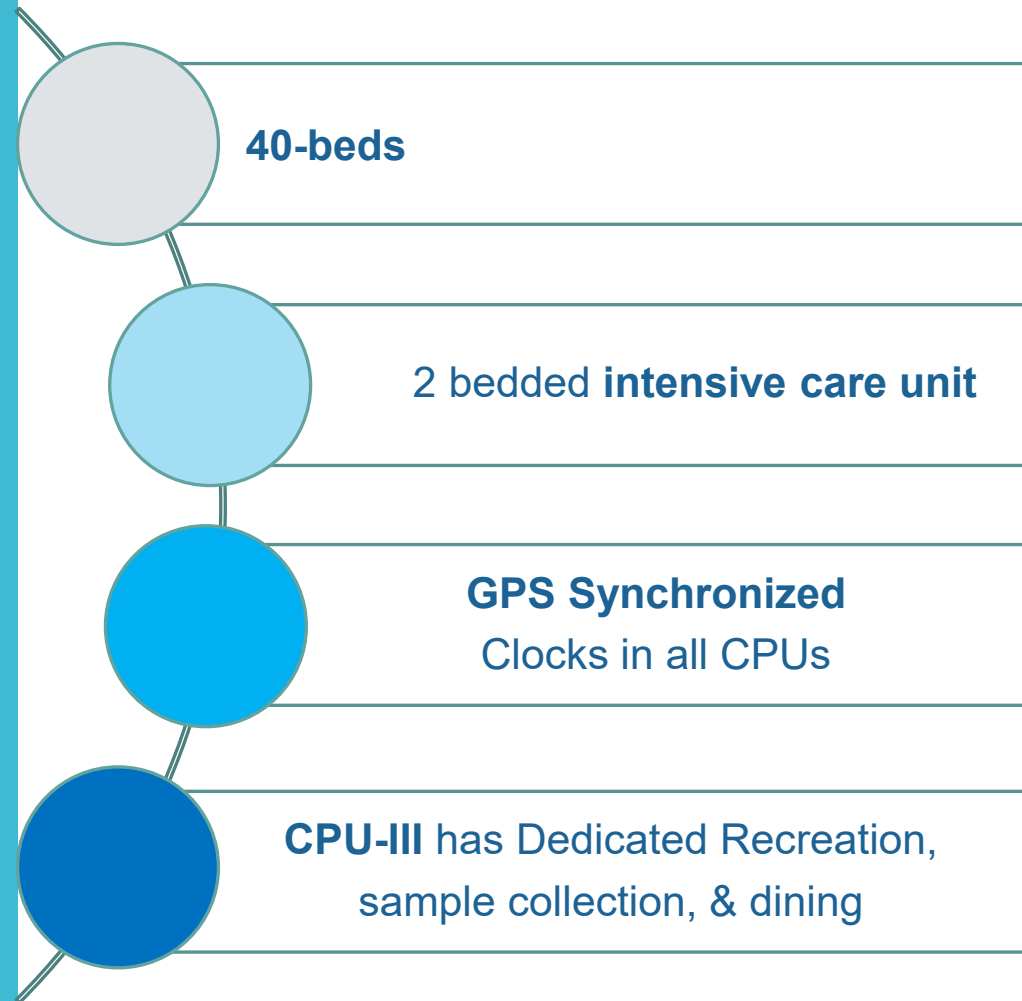 40-beds
2 bedded intensive care unit
GPS Synchronized
Clocks in all CPUs
CPU-III has Dedicated Recreation,
sample collection, & dining